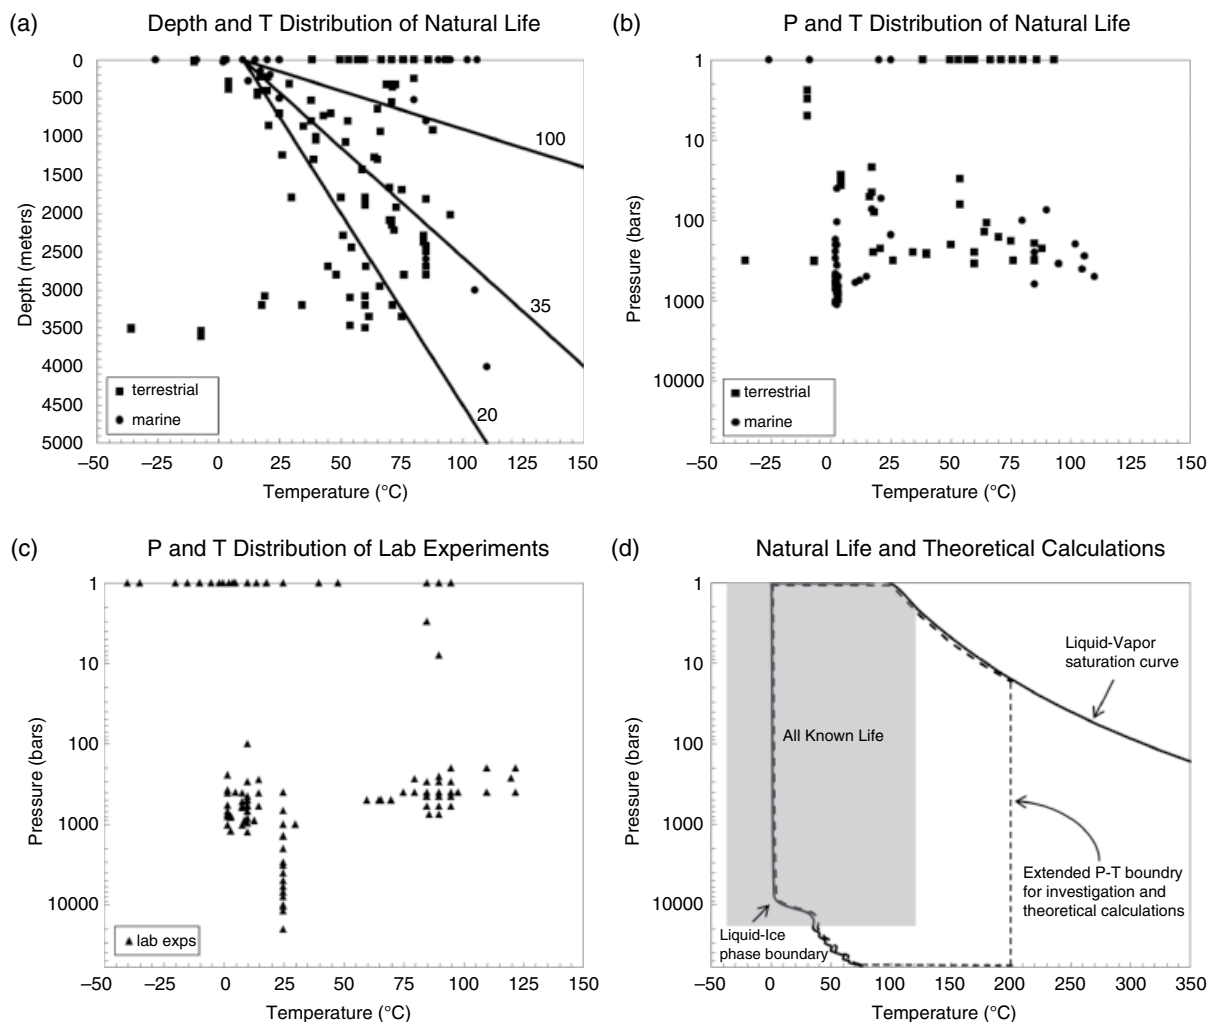 (a)
Depth and T Distribution of Natural Life
0
500
1000
1500
2000
2500
3000
3500
4000
4500
5000
Depth (meters)
100
35
20
terrestrial
marine
−50
−25
0
25
50
75
100
125
150
Temperature (°C)
(b)
P and T Distribution of Natural Life
1
10
100
1000
10000
Pressure (bars)
terrestrial
marine
−50
−25
0
25
50
75
100
125
150
Temperature (°C)
(c)
P and T Distribution of Lab Experiments
1
10
100
1000
10000
Pressure (bars)
lab exps
−50
−25
0
25
50
75
100
125
150
Temperature (°C)
(d)
Natural Life and Theoretical Calculations
1
10
100
1000
10000
Pressure (bars)
Liquid-Vapor
saturation curve
All Known Life
Extended P-T boundry
for investigation and
theoretical calculations
Liquid-Ice
phase boundary
−50
0
50
100
150
200
250
300
350
Temperature (°C)